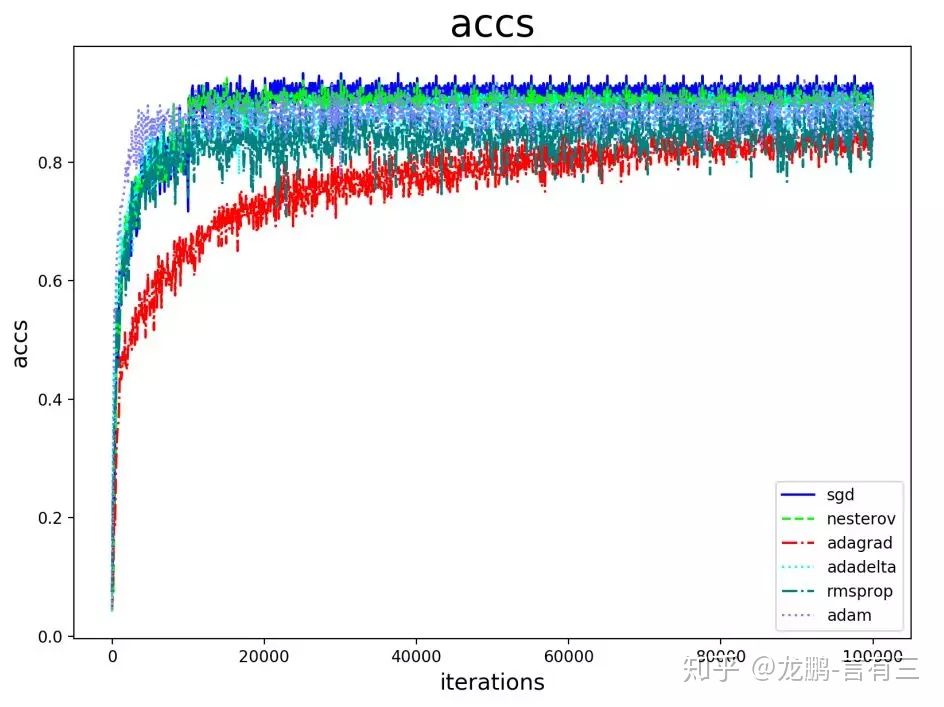 accs
accs
0.8
0.6
0.4
0.2
0.0
0
20000
40000
60000
80000
100000
iterations
sgd
nesterov
adagrad
adadelta
rmsprop
adam
知乎 @龙鹏-言有三